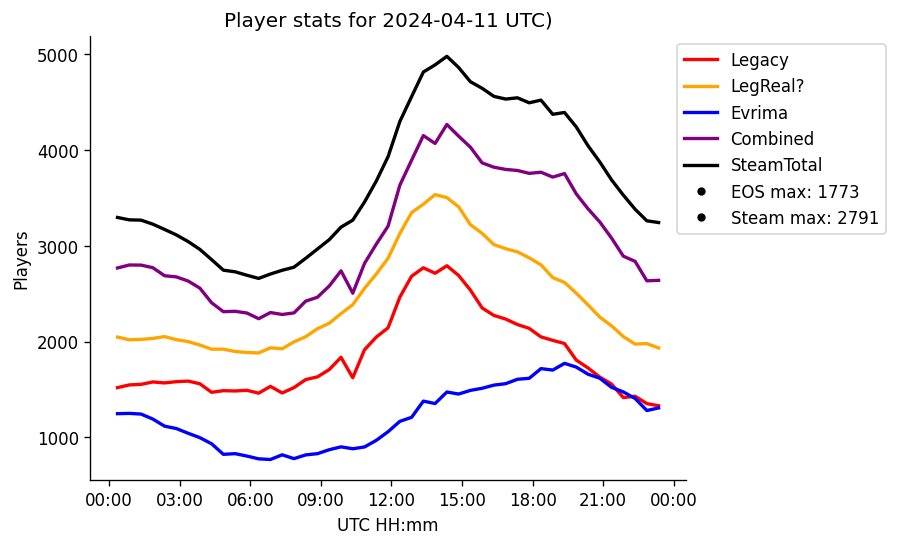 Player stats for 2024-04-11 UTC)
Players
5000
4000
3000
2000
1000
00:00 03:00 06:00 09:00 12:00 15:00 18:00 21:00 00:00
UTC HH:mm
Legacy
LegReal?
Evrima
Combined
SteamTotal
EOS max: 1773
Steam max: 2791